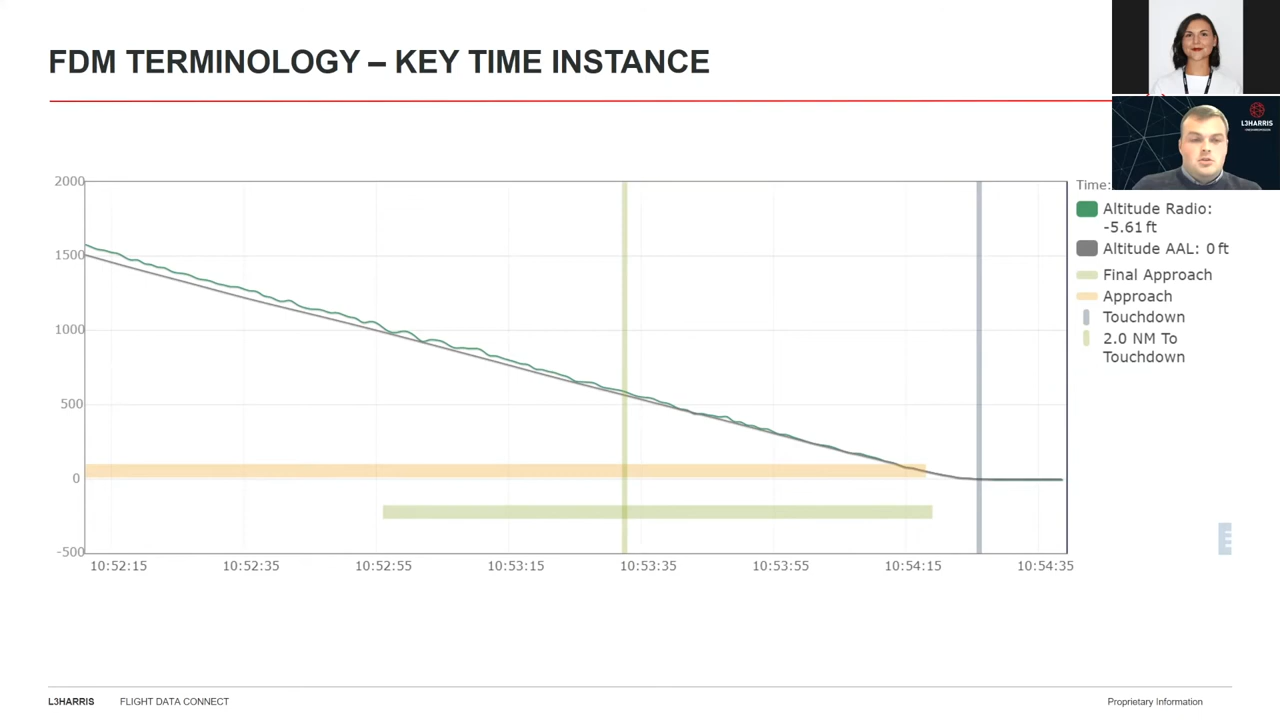 FDM TERMINOLOGY – KEY TIME INSTANCE
L3HARRIS
2000
1500
1000
500
0
-500
10:52:15
10:52:35
10:52:55
10:53:15
10:53:35
10:53:55
10:54:15
10:54:35
Time:
Altitude Radio:
-5.61 ft
Altitude AAL: 0 ft
Final Approach
Approach
Touchdown
2.0 NM To
Touchdown
L3HARRIS
FLIGHT DATA CONNECT
Proprietary Information